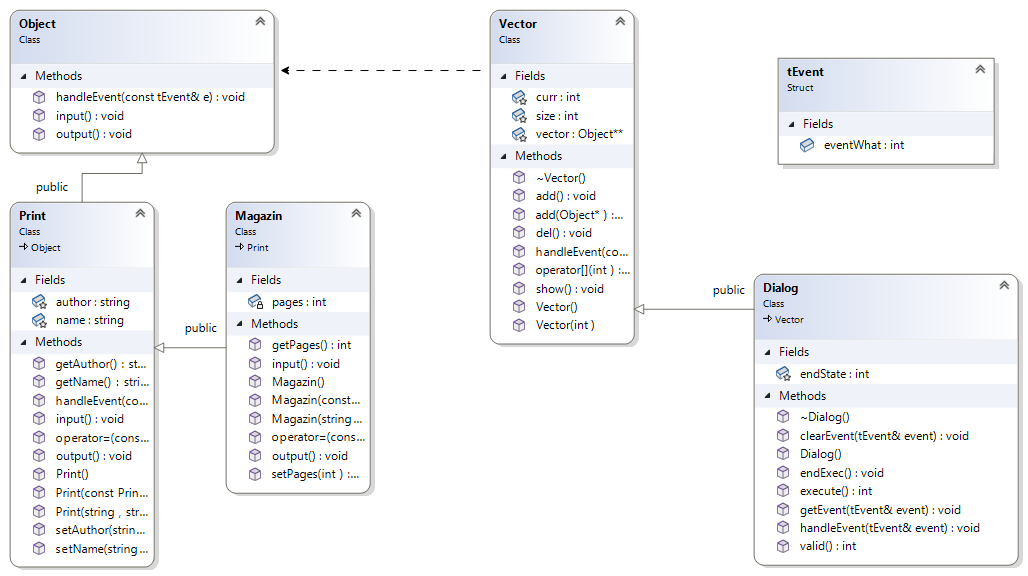 Object
Class
Methods
handleEvent(const tEvent& e) : void
input() : void
output() : void
public
Print
Class
Object
Fields
author : string
name : string
Methods
getAuthor() : st...
getName() : stri...
handleEvent(co...
input() : void
operator=(cons...
output() : void
Print()
Print(const Prin...
Print(string , str...
setAuthor(strin...
setName(string...
public
Magazin
Class
Print
Fields
pages : int
Methods
getPages() : int
input() : void
Magazin()
Magazin(const...
Magazin(string...
operator=(cons...
output() : void
setPages(int ) :...
Vector
Class
Fields
curr : int
size : int
vector : Object**
Methods
~Vector()
add() : void
add(Object* ) :...
del() : void
handleEvent(co...
operator[](int ) :...
show() : void
Vector()
Vector(int )
tEvent
Struct
Fields
eventWhat : int
public
Dialog
Class
Vector
Fields
endState : int
Methods
~Dialog()
clearEvent(tEvent& event) : void
Dialog()
endExec() : void
execute() : int
getEvent(tEvent& event) : void
handleEvent(tEvent& event) : void
valid() : int